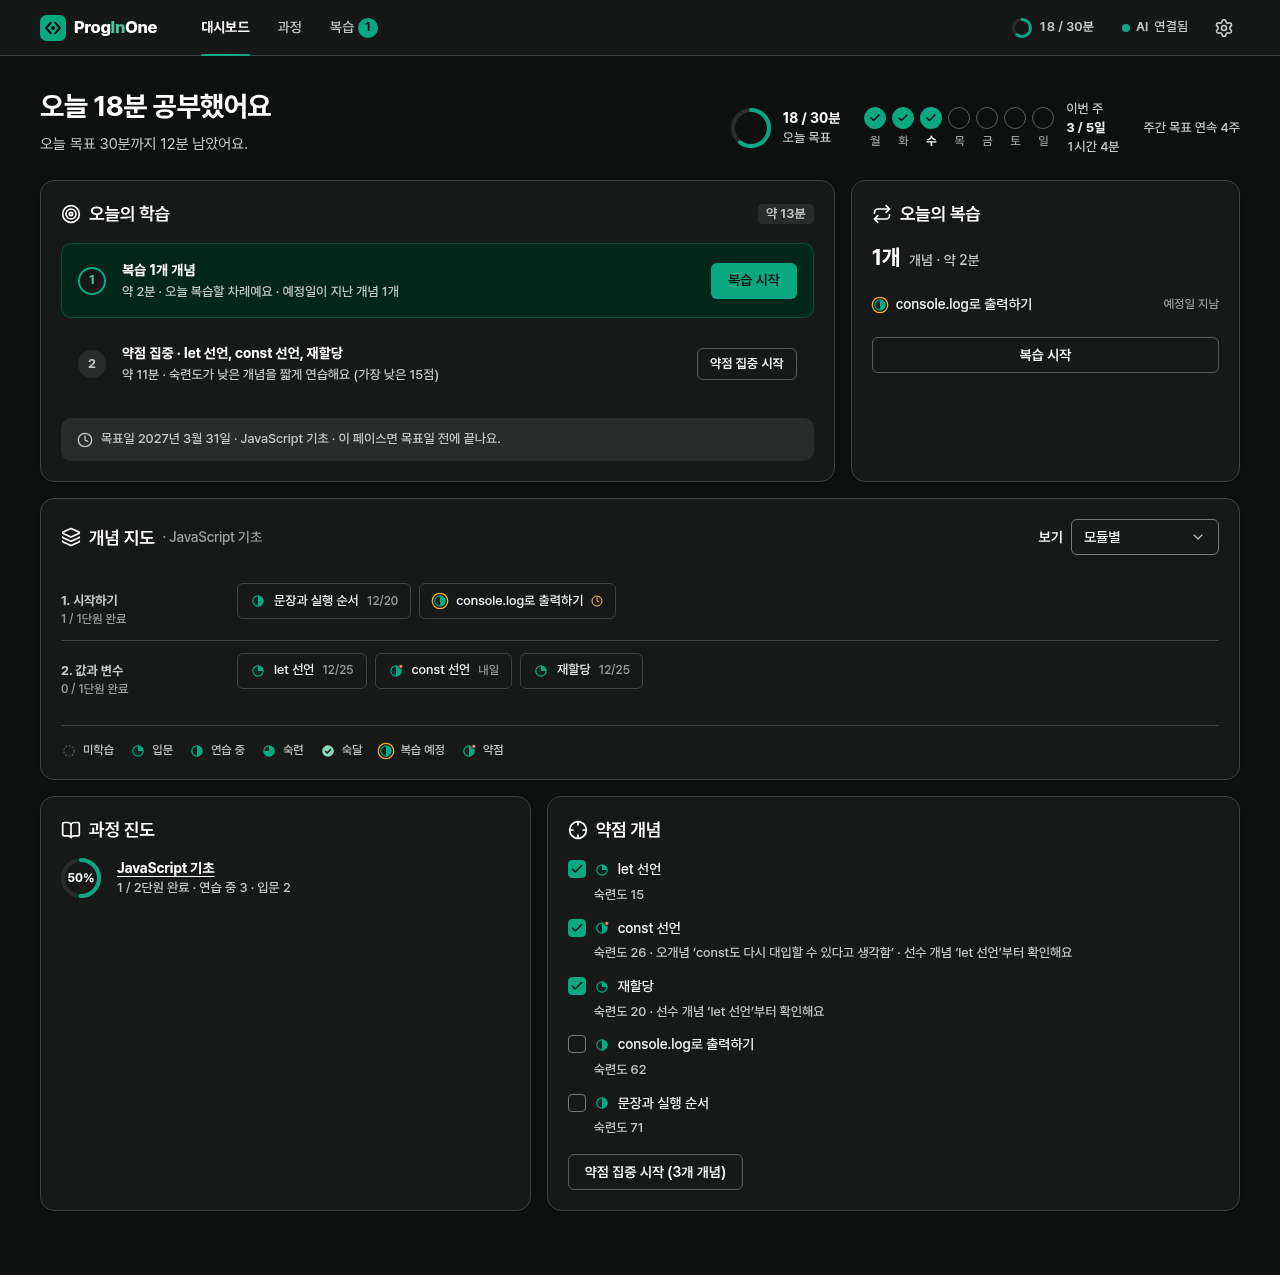 ProgInOne 대시보드 과정 복습 1 18 / 30분 AI 연결됨
오늘 18분 공부했어요
오늘 목표 30분까지 12분 남았어요.
18 / 30분
오늘 목표
월 화 수 목 금 토 일
이번 주
3 / 5일
1시간 4분
주간 목표 연속 4주
오늘의 학습 약 13분
1 복습 1개 개념
약 2분 · 오늘 복습할 차례예요 · 예정일이 지난 개념 1개
복습 시작
2 약점 집중 · let 선언, const 선언, 재할당
약 11분 · 숙련도가 낮은 개념을 짧게 연습해요 (가장 낮은 15점)
약점 집중 시작
목표일 2027년 3월 31일 · JavaScript 기초 · 이 페이스면 목표일 전에 끝나요.
오늘의 복습
1개 개념 · 약 2분
console.log로 출력하기 예정일 지남
복습 시작
개념 지도 · JavaScript 기초 보기 모듈별
1. 시작하기
1 / 1단원 완료
문장과 실행 순서 12/20 console.log로 출력하기
2. 값과 변수
0 / 1단원 완료
let 선언 12/25 const 선언 내일 재할당 12/25
미학습 입문 연습 중 숙련 숙달 복습 예정 약점
과정 진도
50%
JavaScript 기초
1 / 2단원 완료 · 연습 중 3 · 입문 2
약점 개념
let 선언
숙련도 15
const 선언
숙련도 26 · 오개념 ‘const도 다시 대입할 수 있다고 생각함’ · 선수 개념 ‘let 선언’부터 확인해요
재할당
숙련도 20 · 선수 개념 ‘let 선언’부터 확인해요
console.log로 출력하기
숙련도 62
문장과 실행 순서
숙련도 71
약점 집중 시작 (3개 개념)